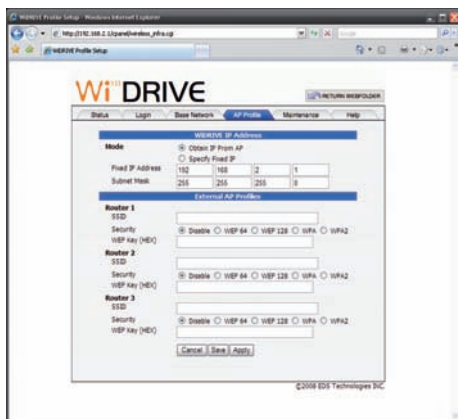 WiDRIVE Profile Setup - Windows Internet Explorer
http://192.168.2.1/cpanel/wireless_infra.cgi
WiDRIVE Profile Setup
Wi DRIVE
RETURN WEBFOLDER
Status Login Base Network AP Profile Maintenance Help
WiDRIVE IP Address
Mode Obtain IP From AP
Specify Fixed IP
Fixed IP Address 192 168 2 1
Subnet Mask 255 255 255 0
External AP Profiles
Router 1
SSID
Security Disable WEP 64 WEP 128 WPA WPA2
WEP Key (HEX)
Router 2
SSID
Security Disable WEP 64 WEP 128 WPA WPA2
WEP Key (HEX)
Router 3
SSID
Security Disable WEP 64 WEP 128 WPA WPA2
WEP Key (HEX)
Cancel Save Apply
©2008 EDS Technologies INC.